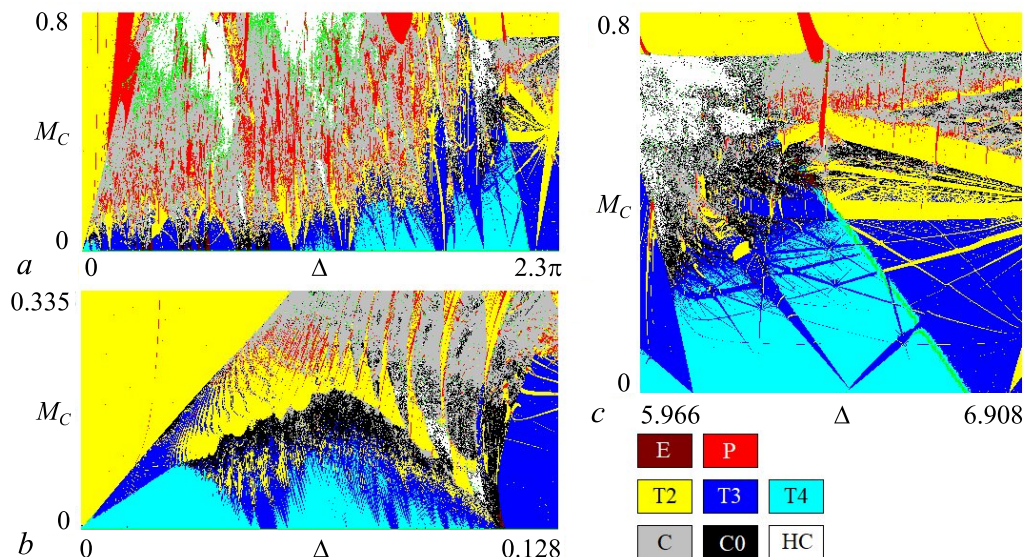 0.8
M_C
0
a
0
Δ
2.3π
0.335
M_C
0
b
0
Δ
0.128
0.8
M_C
0
c
5.966
Δ
6.908
E P
T2 T3 T4
C C0 HC